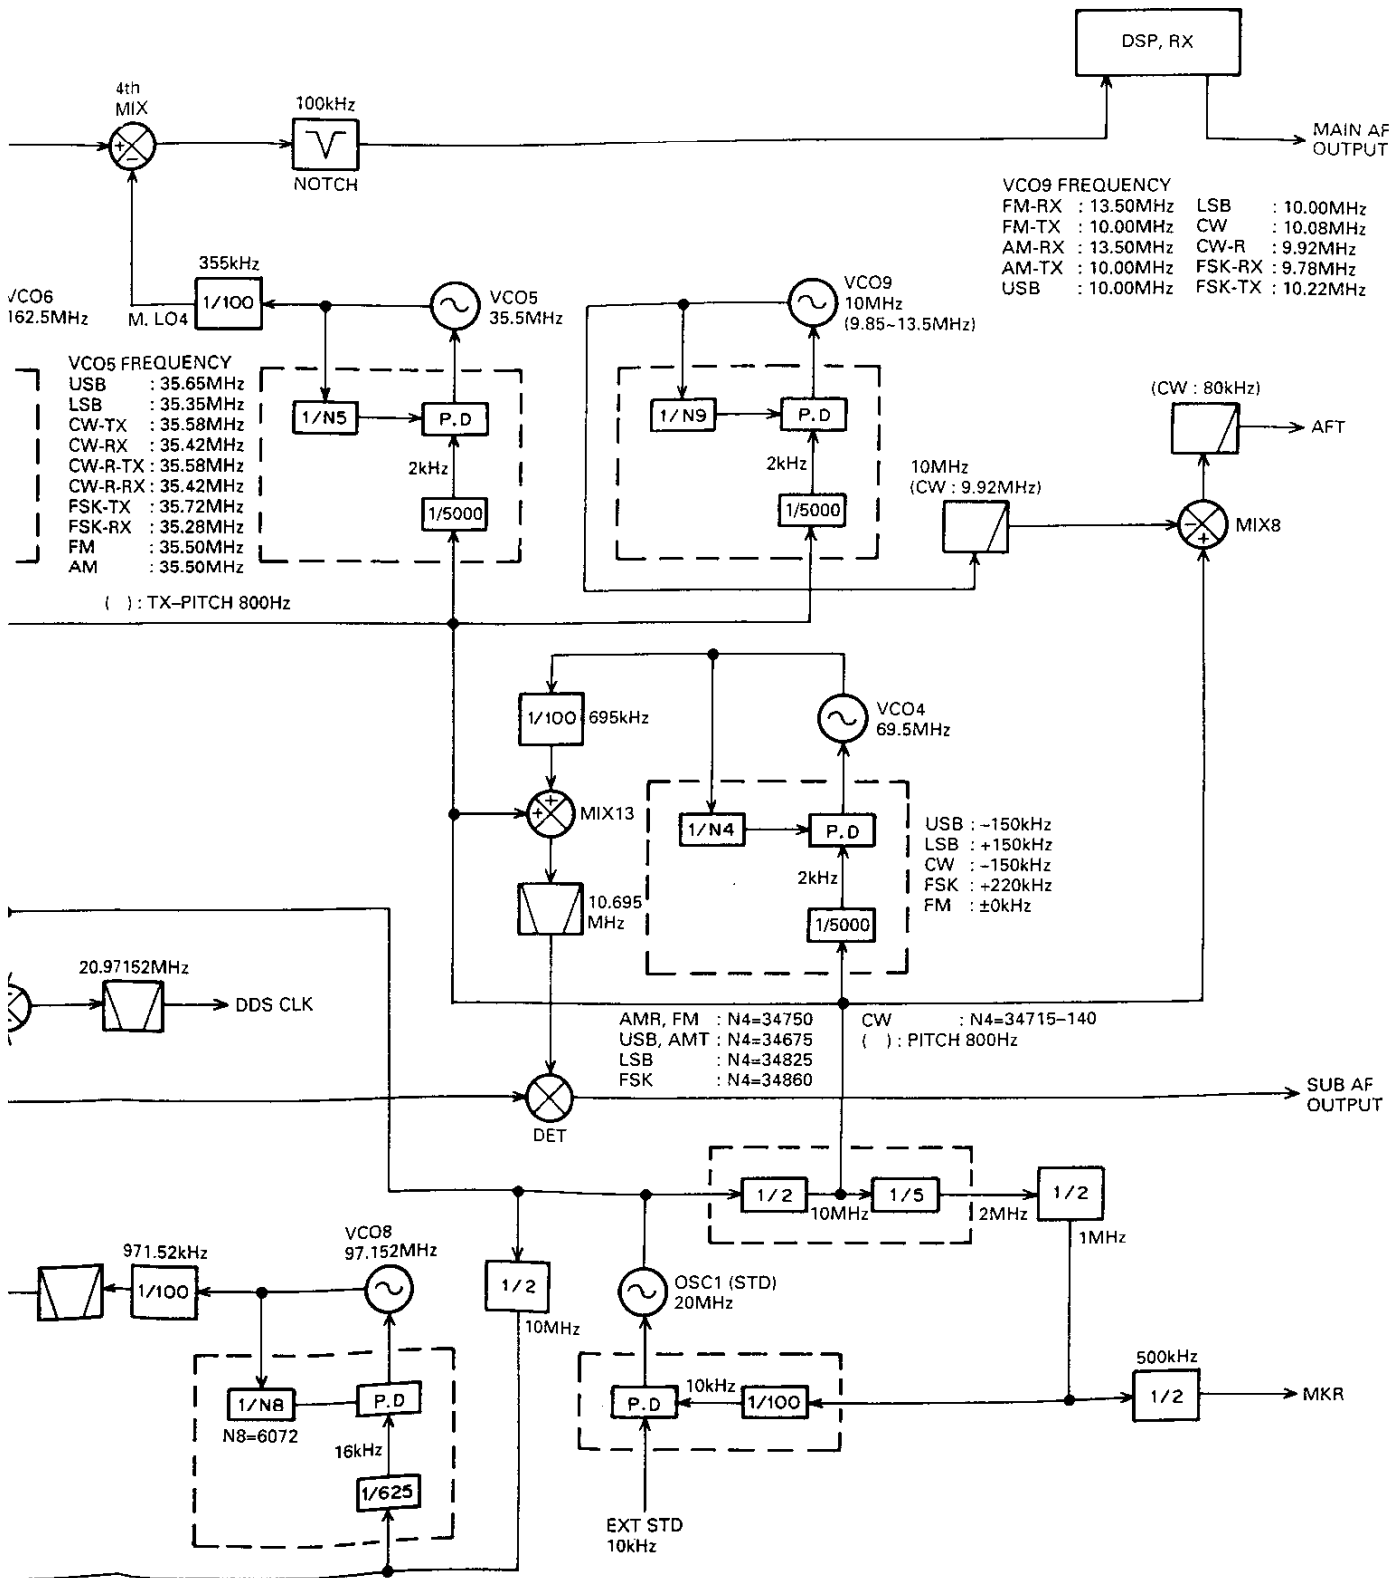 DSP, RX
4th
MIX
100kHz
NOTCH
MAIN AF
OUTPUT
VCO9 FREQUENCY
FM-RX : 13.50MHz LSB : 10.00MHz
FM-TX : 10.00MHz CW : 10.08MHz
AM-RX : 13.50MHz CW-R : 9.92MHz
AM-TX : 10.00MHz FSK-RX : 9.78MHz
USB : 10.00MHz FSK-TX : 10.22MHz
355kHz
1/100
M. LO4
VCO6
162.5MHz
VCO5
35.5MHz
VCO9
10MHz
(9.85~13.5MHz)
VCO5 FREQUENCY
USB : 35.65MHz
LSB : 35.35MHz
CW-TX : 35.58MHz
CW-RX : 35.42MHz
CW-R-TX : 35.58MHz
CW-R-RX : 35.42MHz
FSK-TX : 35.72MHz
FSK-RX : 35.28MHz
FM : 35.50MHz
AM : 35.50MHz
( ) : TX-PITCH 800Hz
1/N5
P.D
2kHz
1/5000
1/N9
P.D
2kHz
1/5000
(CW : 80kHz)
AFT
10MHz
(CW : 9.92MHz)
MIX8
1/100
695kHz
VCO4
69.5MHz
MIX13
1/N4
P.D
2kHz
1/5000
USB : -150kHz
LSB : +150kHz
CW : -150kHz
FSK : +220kHz
FM : ±0kHz
10.695
MHz
20.97152MHz
DDS CLK
AMR, FM : N4=34750
USB, AMT : N4=34675
LSB : N4=34825
FSK : N4=34860
CW : N4=34715-140
( ) : PITCH 800Hz
DET
SUB AF
OUTPUT
1/2
10MHz
1/5
2MHz
1/2
1MHz
VCO8
97.152MHz
971.52kHz
1/100
1/2
10MHz
OSC1 (STD)
20MHz
1/N8
N8=6072
P.D
16kHz
1/625
P.D
10kHz
1/100
500kHz
1/2
MKR
EXT STD
10kHz